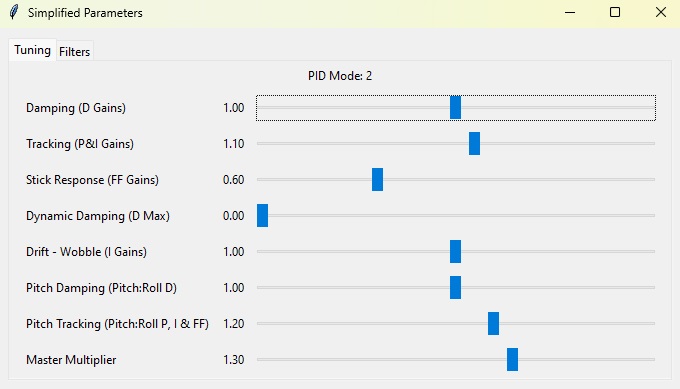 Simplified Parameters
Tuning Filters
PID Mode: 2
Damping (D Gains) 1.00
Tracking (P&I Gains) 1.10
Stick Response (FF Gains) 0.60
Dynamic Damping (D Max) 0.00
Drift - Wobble (I Gains) 1.00
Pitch Damping (Pitch:Roll D) 1.00
Pitch Tracking (Pitch:Roll P, I & FF) 1.20
Master Multiplier 1.30